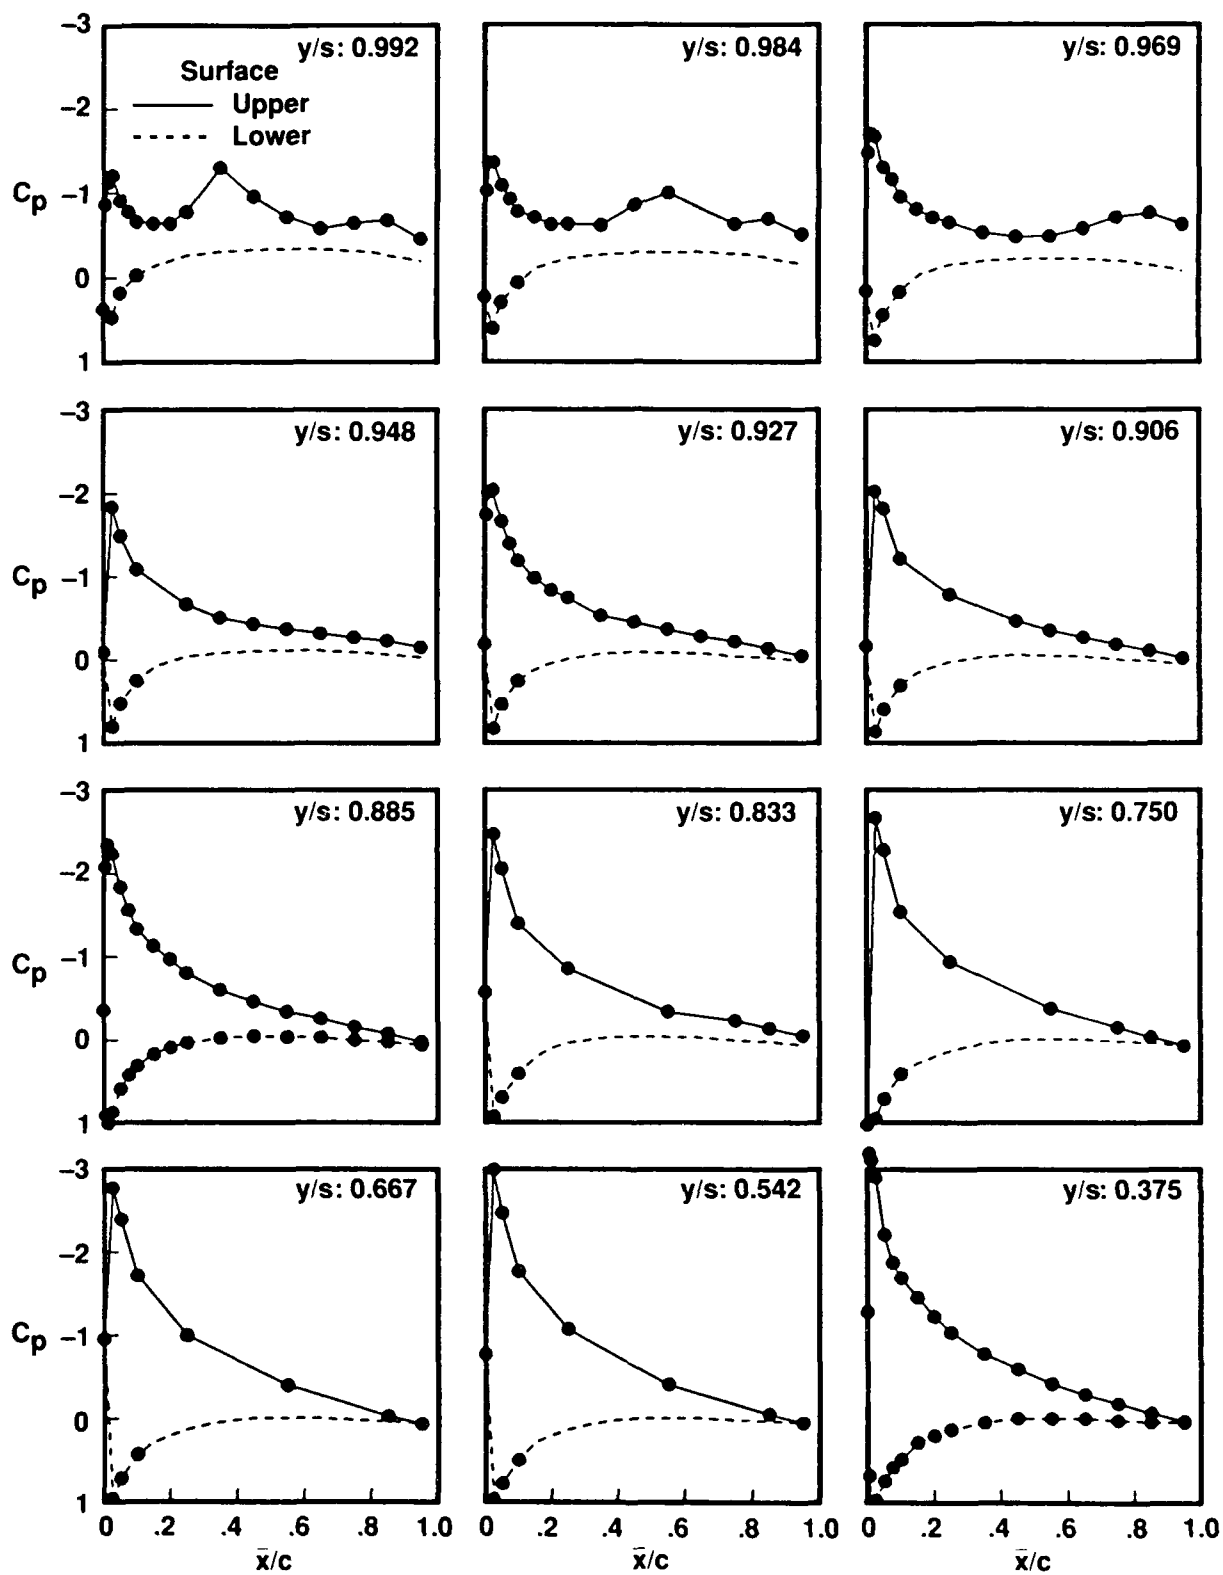 y/s: 0.992
y/s: 0.984
y/s: 0.969
Surface
Upper
Lower
–3
–2
–1
0
1
Cp
y/s: 0.948
y/s: 0.927
y/s: 0.906
–3
–2
–1
0
1
Cp
y/s: 0.885
y/s: 0.833
y/s: 0.750
–3
–2
–1
0
1
Cp
y/s: 0.667
y/s: 0.542
y/s: 0.375
–3
–2
–1
0
1
Cp
0 .2 .4 .6 .8 1.0
0 .2 .4 .6 .8 1.0
0 .2 .4 .6 .8 1.0
x̄/c
x̄/c
x̄/c